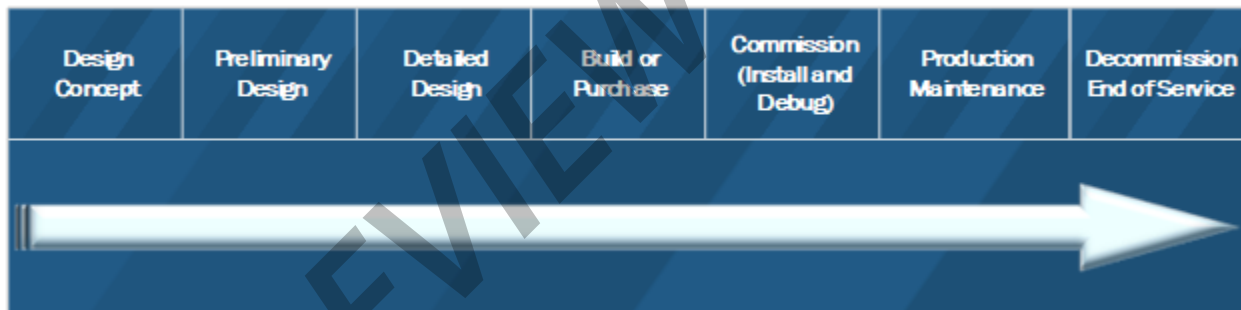 Design
Concept
Preliminary
Design
Detailed
Design
Build or
Purchase
Commission
(Install and
Debug)
Production
Maintenance
Decommission
End of Service
EVIEW